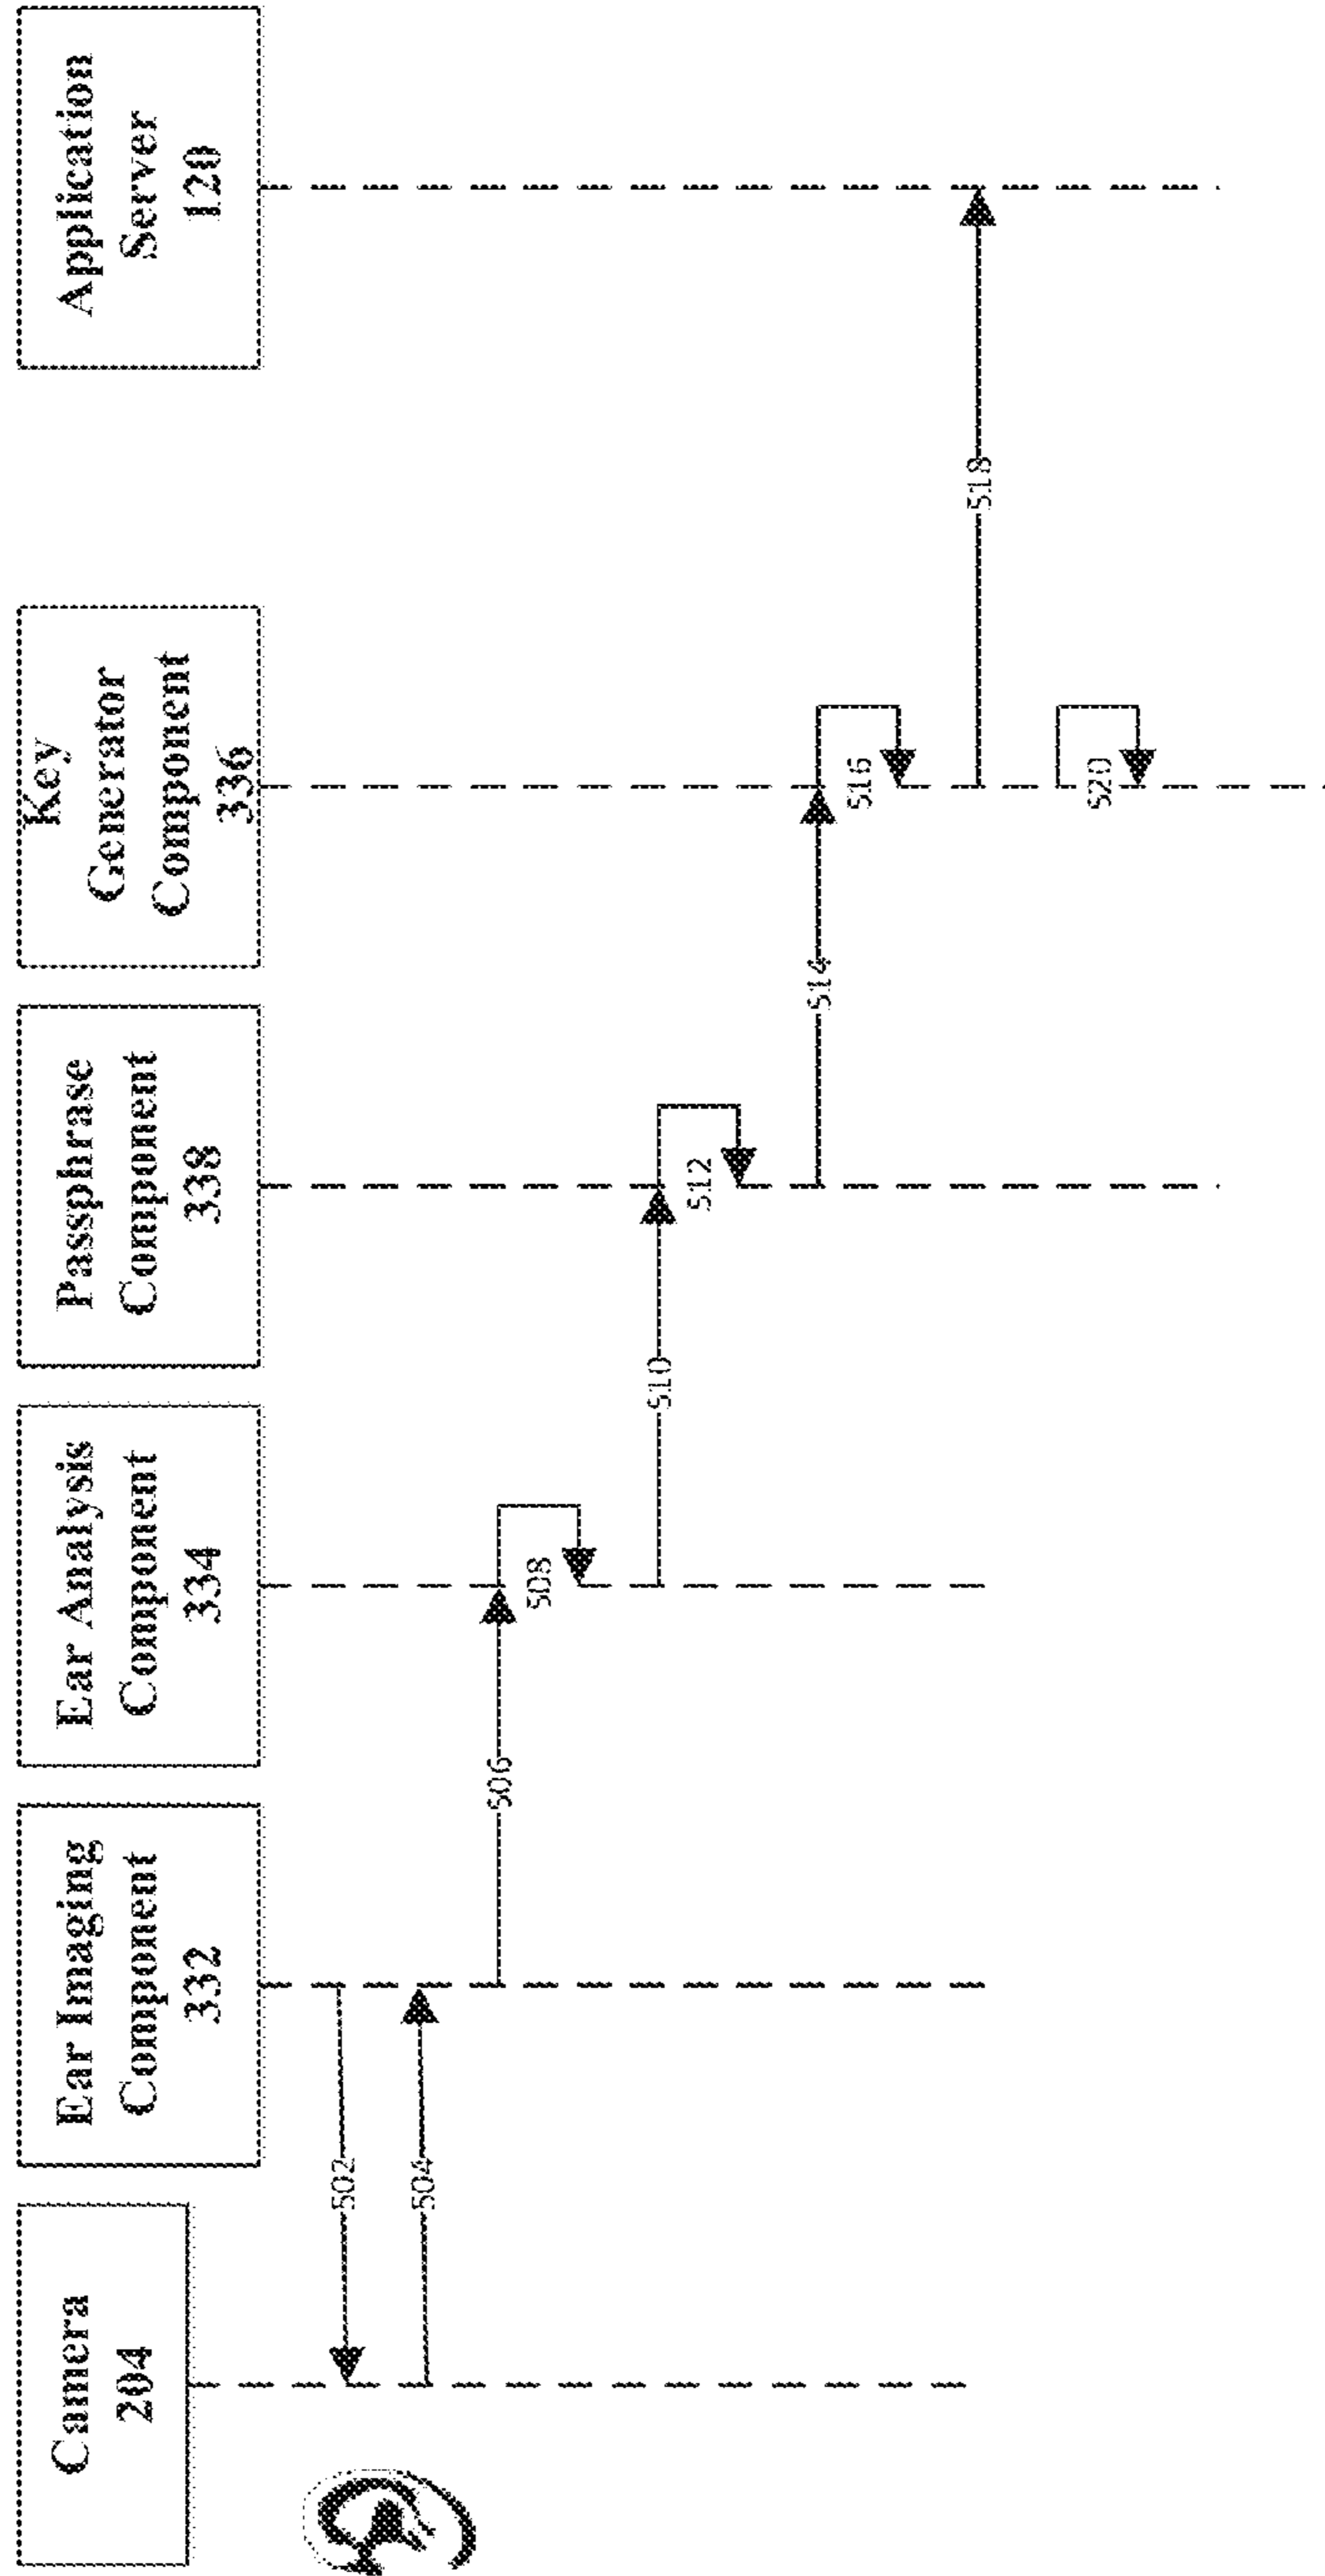 Camera
204
Ear Imaging
Component
332
Ear Analysis
Component
334
Passphrase
Component
338
Key
Generator
Component
336
Application
Server
120
502
504
506
508
510
512
514
516
518
520